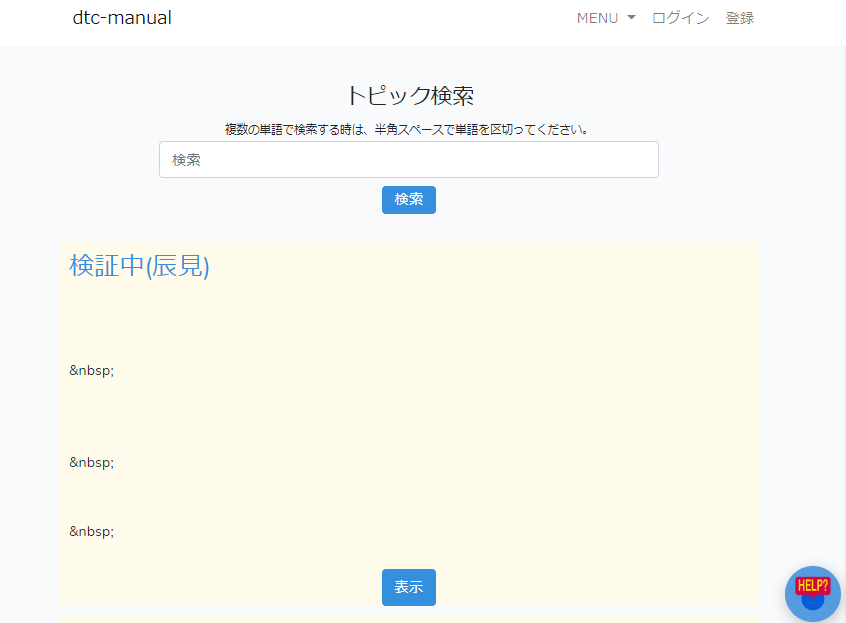 dtc-manual
MENU ログイン 登録
トピック検索
複数の単語で検索する時は、半角スペースで単語を区切ってください。
検索
検索
検証中(辰見)
&nbsp;
&nbsp;
&nbsp;
表示
HELP?